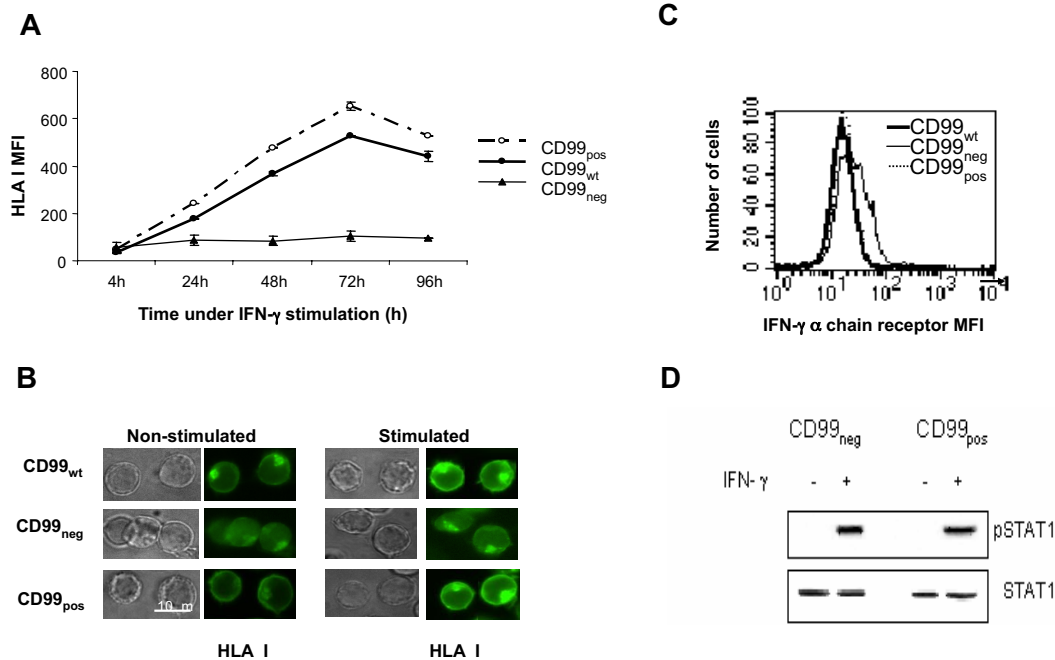 A
800
600
400
200
0
HLA I MFI
4h 24h 48h 72h 96h
Time under IFN-γ stimulation (h)
CD99pos
CD99wt
CD99neg
B
Non-stimulated Stimulated
CD99wt
CD99neg
CD99pos
10 m
HLA I HLA I
C
100
80
60
40
20
0
Number of cells
CD99wt
CD99neg
CD99pos
10⁰ 10¹ 10² 10³ 10⁴
IFN-γ α chain receptor MFI
D
CD99neg CD99pos
IFN- γ - + - +
pSTAT1
STAT1